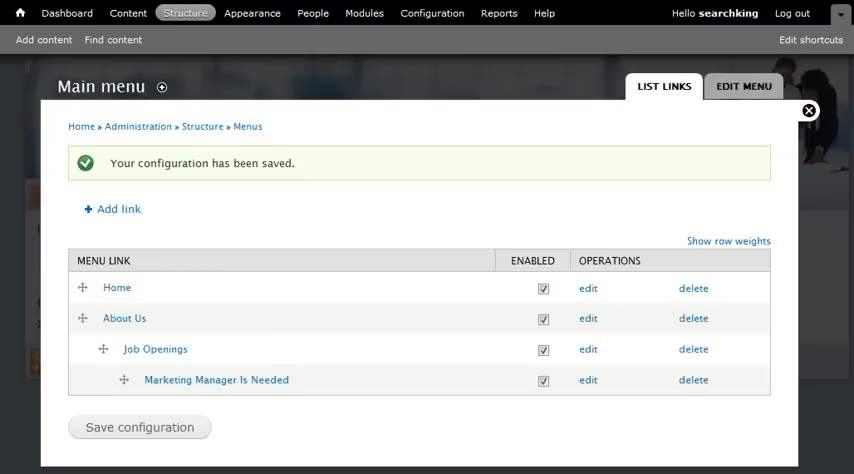 Dashboard Content Structure Appearance People Modules Configuration Reports Help Hello searchking Log out
Add content Find content Edit shortcuts
Main menu LIST LINKS EDIT MENU
Home » Administration » Structure » Menus
Your configuration has been saved.
Add link
Show row weights
MENU LINK ENABLED OPERATIONS
Home edit delete
About Us edit delete
Job Openings edit delete
Marketing Manager Is Needed edit delete
Save configuration